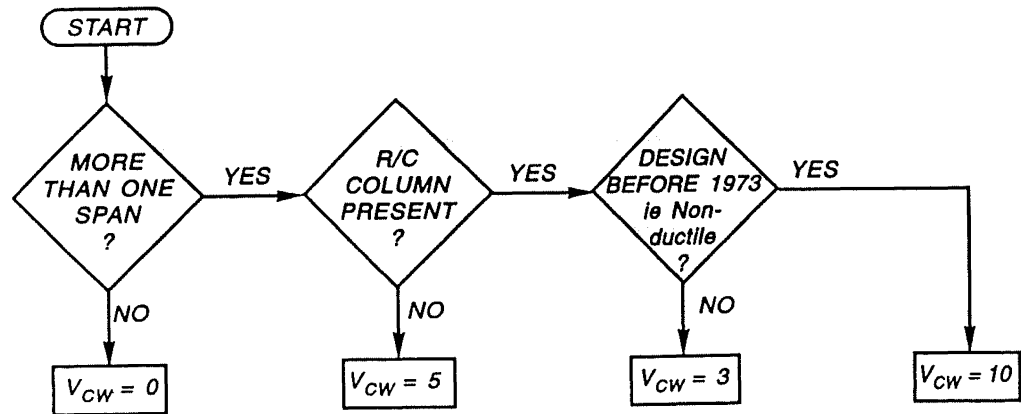 START
MORE
THAN ONE
SPAN
?
YES
R/C
COLUMN
PRESENT
?
YES
DESIGN
BEFORE 1973
ie Non-
ductile
?
YES
NO
NO
NO
V_CW = 0
V_CW = 5
V_CW = 3
V_CW = 10